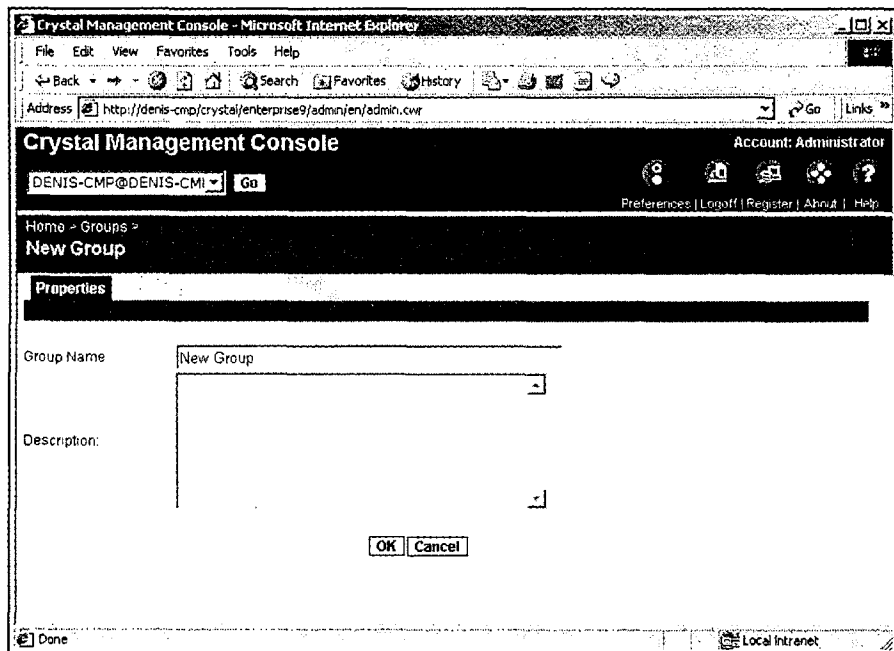 Crystal Management Console - Microsoft Internet Explorer
File Edit View Favorites Tools Help
Back Search Favorites History
Address http://denis-cmp/crystal/enterprise9/admin/en/admin.cwr Go Links »
Crystal Management Console
Account: Administrator
DENIS-CMP@DENIS-CMI Go
Preferences | Logoff | Register | About | Help
Home > Groups >
New Group
Properties
Group Name New Group
Description:
OK Cancel
Done Local intranet